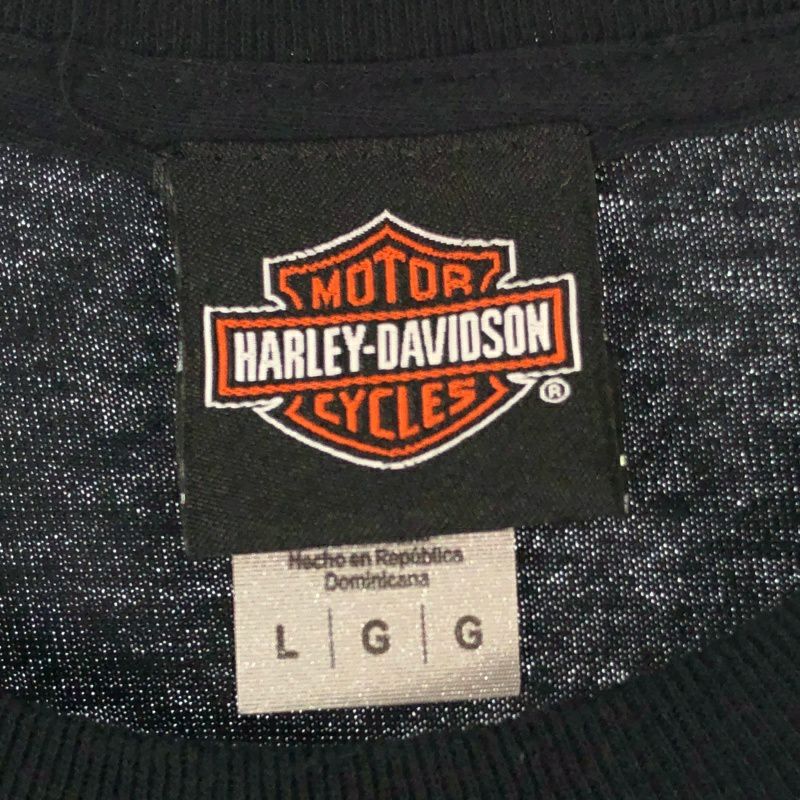 MOTOR
HARLEY-DAVIDSON
CYCLES
®
Hecho en República
Dominicana
L | G | G